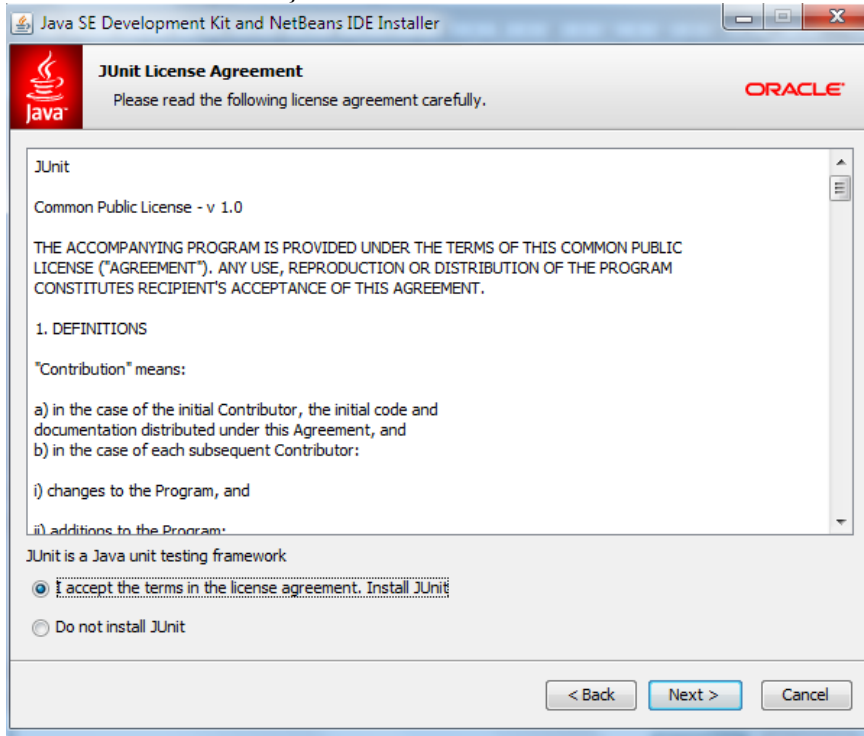 Java SE Development Kit and NetBeans IDE Installer
JUnit License Agreement
Please read the following license agreement carefully.
Java
ORACLE
JUnit
Common Public License - v 1.0
THE ACCOMPANYING PROGRAM IS PROVIDED UNDER THE TERMS OF THIS COMMON PUBLIC
LICENSE ("AGREEMENT"). ANY USE, REPRODUCTION OR DISTRIBUTION OF THE PROGRAM
CONSTITUTES RECIPIENT'S ACCEPTANCE OF THIS AGREEMENT.
1. DEFINITIONS
"Contribution" means:
a) in the case of the initial Contributor, the initial code and
documentation distributed under this Agreement, and
b) in the case of each subsequent Contributor:
i) changes to the Program, and
ii) additions to the Program;
JUnit is a Java unit testing framework
I accept the terms in the license agreement. Install JUnit
Do not install JUnit
< Back
Next >
Cancel